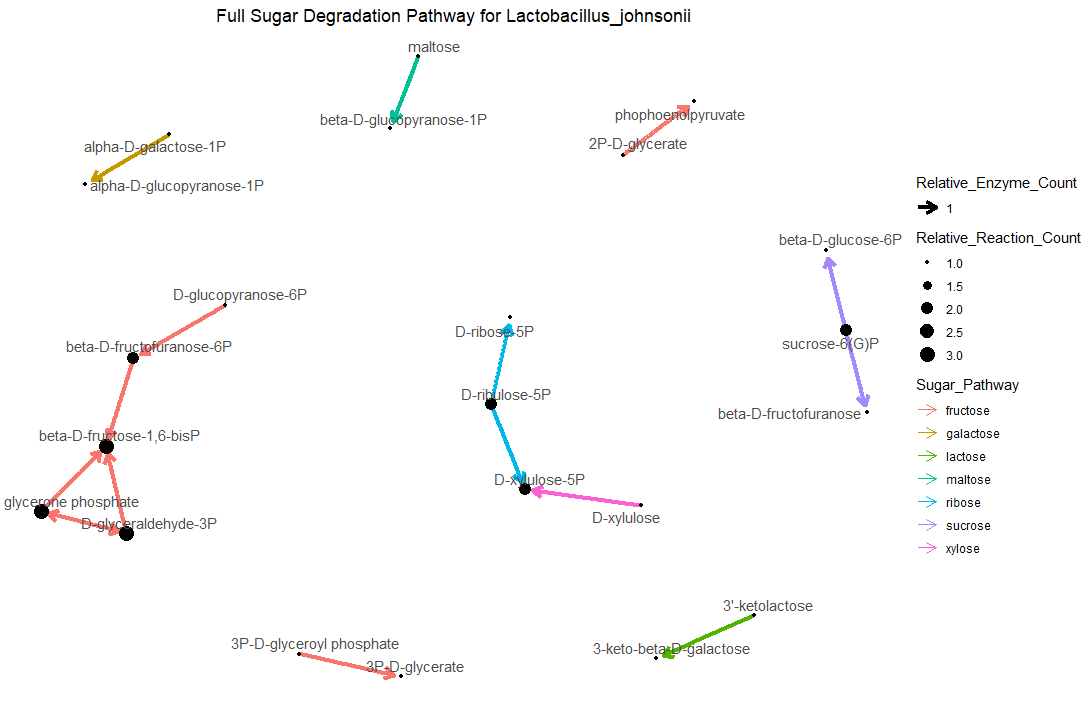 Full Sugar Degradation Pathway for Lactobacillus_johnsonii
maltose
beta-D-glucopyranose-1P
phophoenolpyruvate
2P-D-glycerate
alpha-D-galactose-1P
alpha-D-glucopyranose-1P
beta-D-glucose-6P
sucrose-6(G)P
beta-D-fructofuranose
D-glucopyranose-6P
beta-D-fructofuranose-6P
beta-D-fructose-1,6-bisP
glycerone phosphate
D-glyceraldehyde-3P
D-ribose-5P
D-ribulose-5P
D-xylulose-5P
D-xylulose
3'-ketolactose
3-keto-beta-D-galactose
3P-D-glyceroyl phosphate
3P-D-glycerate
Relative_Enzyme_Count
1
Relative_Reaction_Count
1.0
1.5
2.0
2.5
3.0
Sugar_Pathway
fructose
galactose
lactose
maltose
ribose
sucrose
xylose